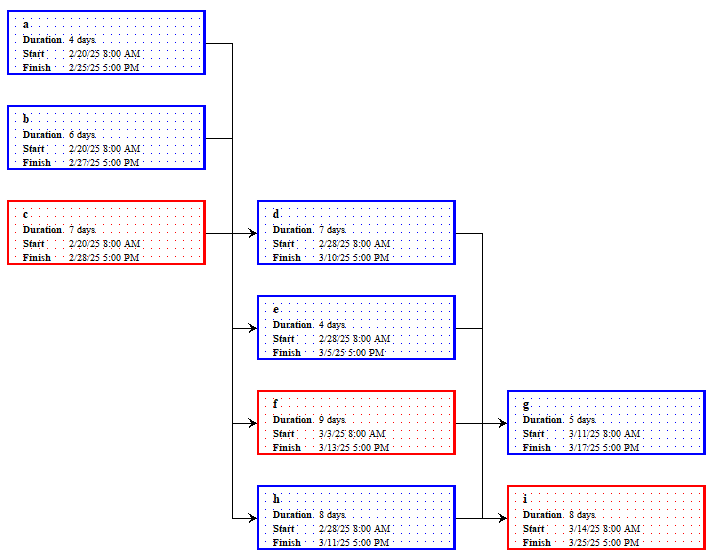 a
Duration 4 days
Start 2/20/25 8:00 AM
Finish 2/25/25 5:00 PM
b
Duration 6 days
Start 2/20/25 8:00 AM
Finish 2/27/25 5:00 PM
c
Duration 7 days
Start 2/20/25 8:00 AM
Finish 2/28/25 5:00 PM
d
Duration 7 days
Start 2/28/25 8:00 AM
Finish 3/10/25 5:00 PM
e
Duration 4 days
Start 2/28/25 8:00 AM
Finish 3/5/25 5:00 PM
f
Duration 9 days
Start 3/3/25 8:00 AM
Finish 3/13/25 5:00 PM
g
Duration 5 days
Start 3/11/25 8:00 AM
Finish 3/17/25 5:00 PM
h
Duration 8 days
Start 2/28/25 8:00 AM
Finish 3/11/25 5:00 PM
i
Duration 8 days
Start 3/14/25 8:00 AM
Finish 3/25/25 5:00 PM